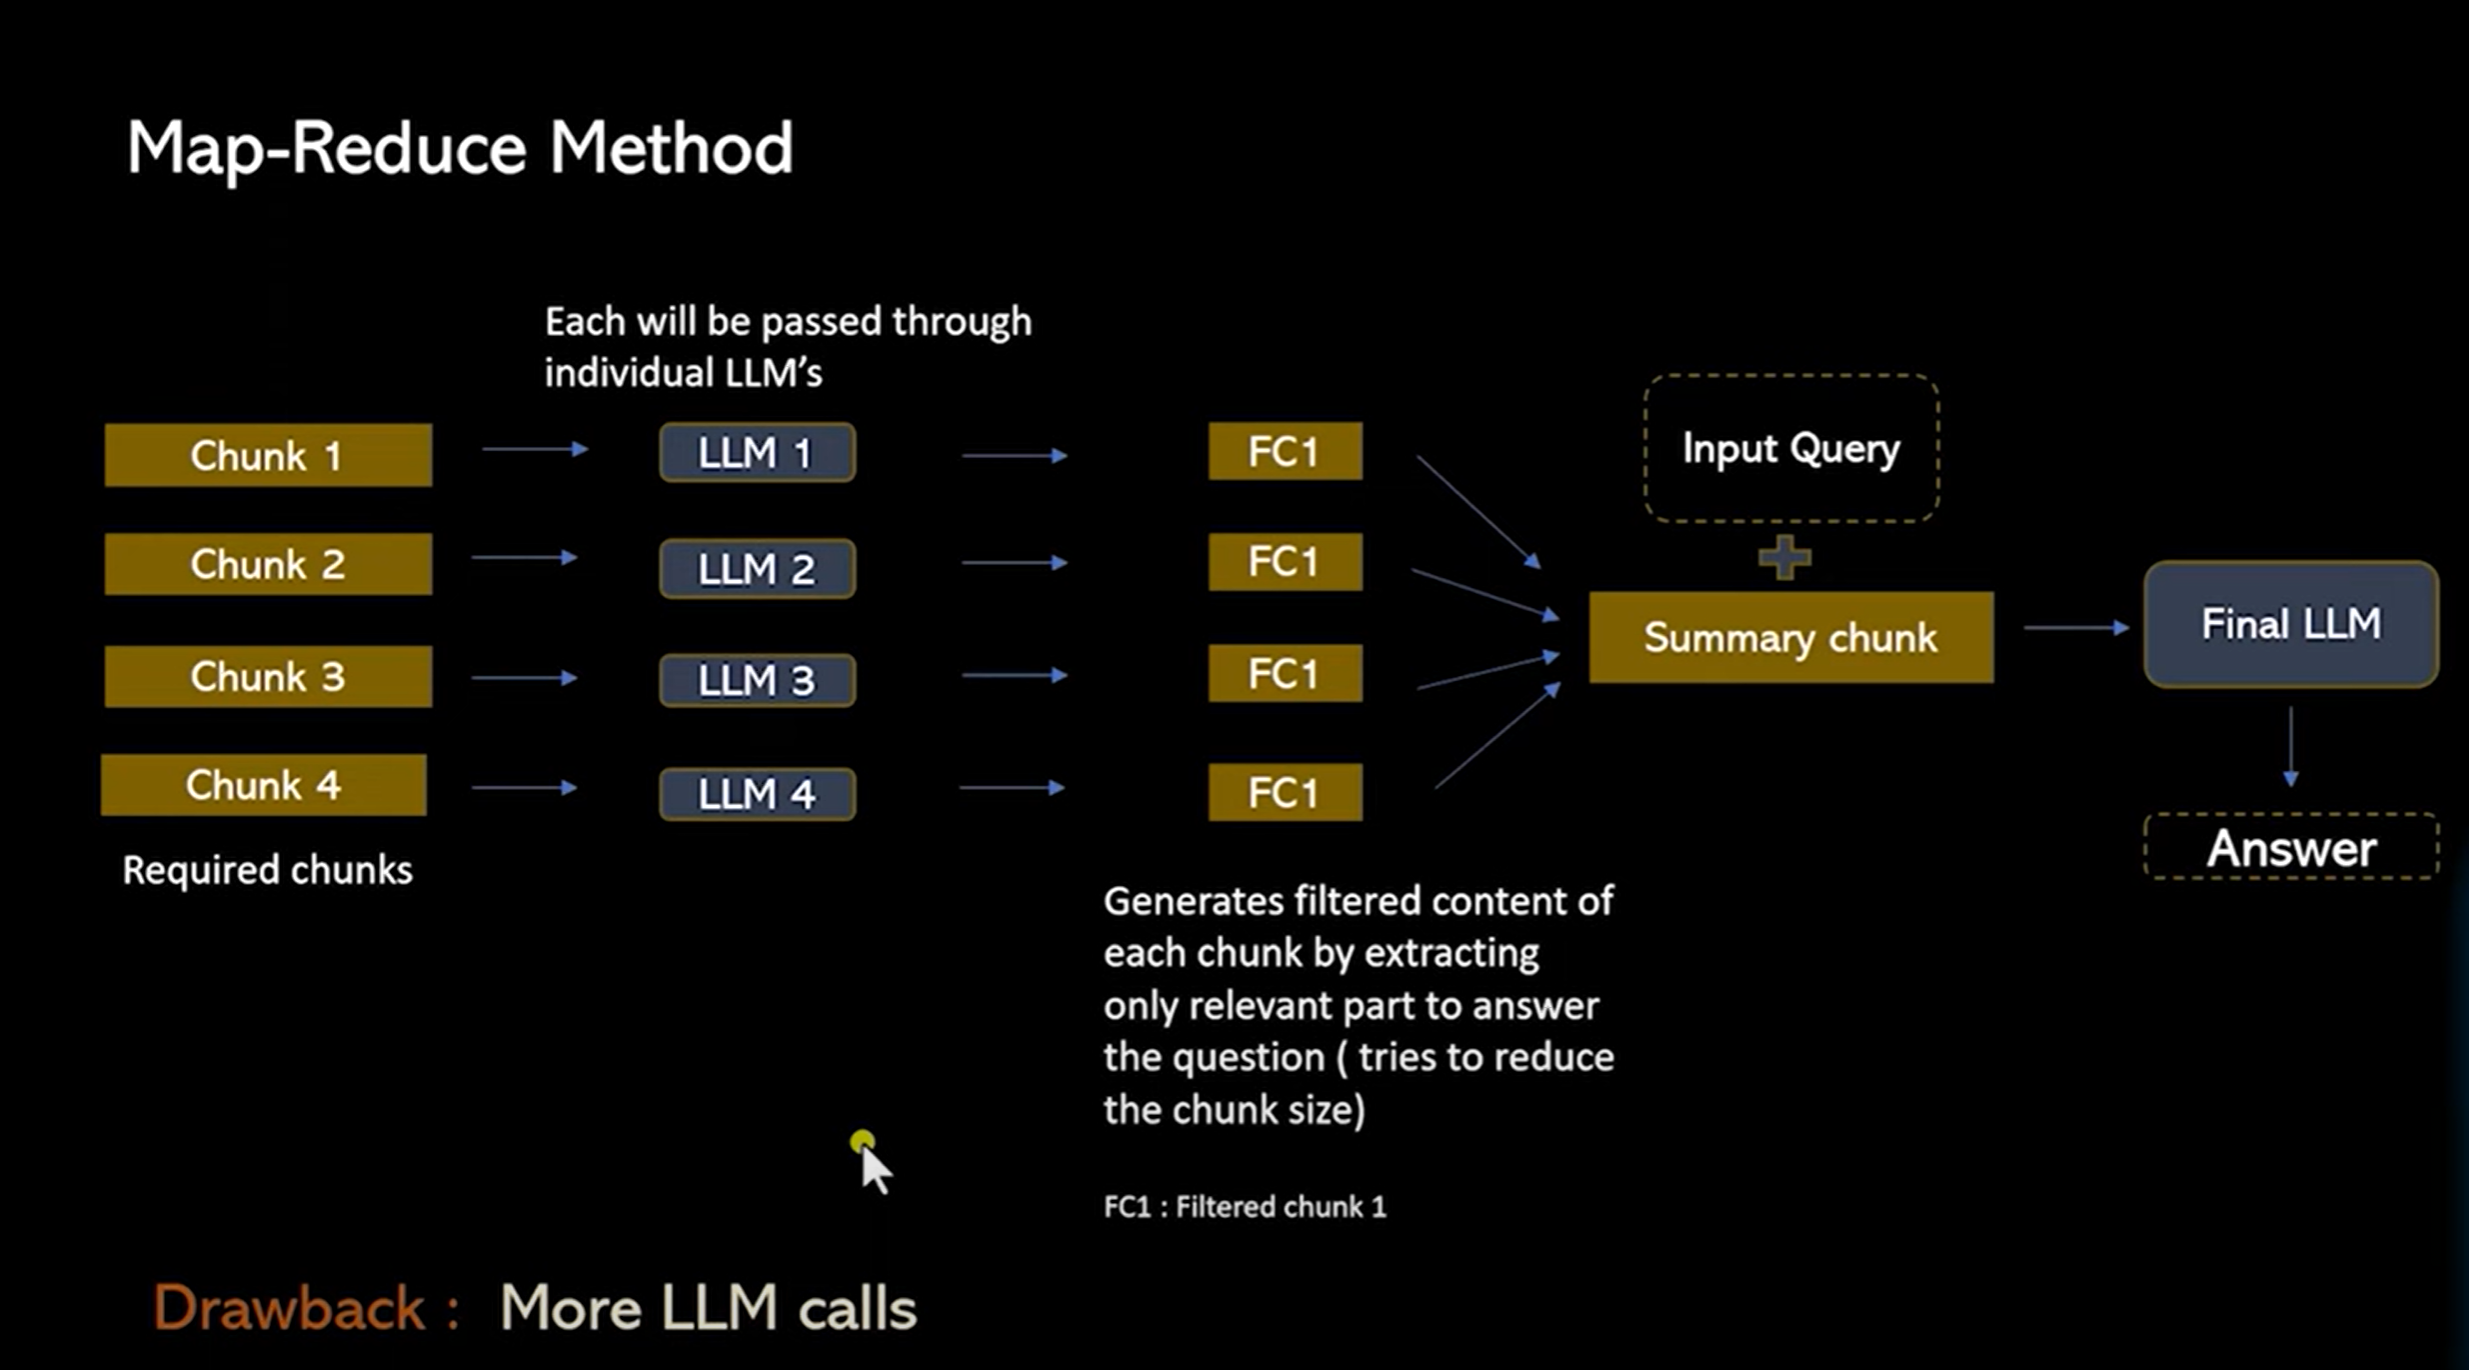 Map-Reduce Method
Each will be passed through
individual LLM's
Chunk 1
LLM 1
FC1
Input Query
Chunk 2
LLM 2
FC1
Chunk 3
LLM 3
FC1
Summary chunk
Final LLM
Chunk 4
LLM 4
FC1
Answer
Required chunks
Generates filtered content of
each chunk by extracting
only relevant part to answer
the question ( tries to reduce
the chunk size)
FC1 : Filtered chunk 1
Drawback : More LLM calls